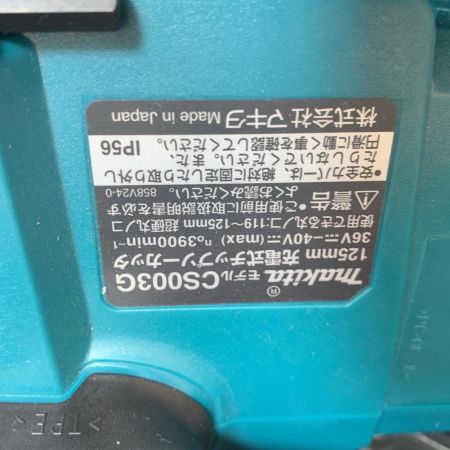 makita® モデル CS003G
125mm 充電式チップソーカッタ
36V⎓–40V⎓(max) n₀3900min⁻¹
使用できる丸ノコ:119~125mm 超硬丸ノコ
警告 ●ご使用前に取扱説明書を必ず
よくお読みください。 858V24-0
●安全カバーは、絶対に固定したり取り外し
たりしないでください。また、
円滑に動く事を確認してください。 IP56
株式会社マキタ Made in Japan
>TPE<